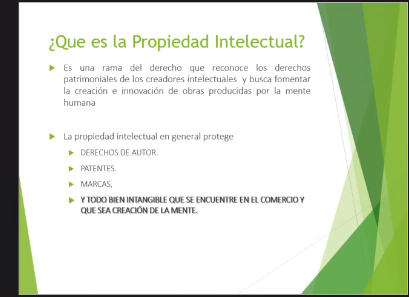 ¿Que es la Propiedad Intelectual?
Es una rama del derecho que reconoce los derechos
patrimoniales de los creadores intelectuales y busca fomentar
la creación e innovación de obras producidas por la mente
humana
La propiedad intelectual en general protege
DERECHOS DE AUTOR.
PATENTES.
MARCAS,
Y TODO BIEN INTANGIBLE QUE SE ENCUENTRE EN EL COMERCIO Y
QUE SEA CREACIÓN DE LA MENTE.